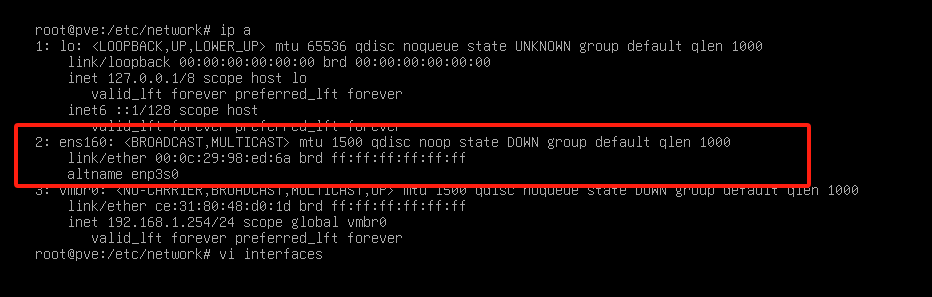 root@pve:/etc/network# ip a
1: lo: <LOOPBACK,UP,LOWER_UP> mtu 65536 qdisc noqueue state UNKNOWN group default qlen 1000
link/loopback 00:00:00:00:00:00 brd 00:00:00:00:00:00
inet 127.0.0.1/8 scope host lo
valid_lft forever preferred_lft forever
inet6 ::1/128 scope host
valid_lft forever preferred_lft forever
2: ens160: <BROADCAST,MULTICAST> mtu 1500 qdisc noop state DOWN group default qlen 1000
link/ether 00:0c:29:98:ed:6a brd ff:ff:ff:ff:ff:ff
altname enp3s0
3: vmbr0: <NO-CARRIER,BROADCAST,MULTICAST,UP> mtu 1500 qdisc noqueue state DOWN group default qlen 1000
link/ether ce:31:80:48:d0:1d brd ff:ff:ff:ff:ff:ff
inet 192.168.1.254/24 scope global vmbr0
valid_lft forever preferred_lft forever
root@pve:/etc/network# vi interfaces